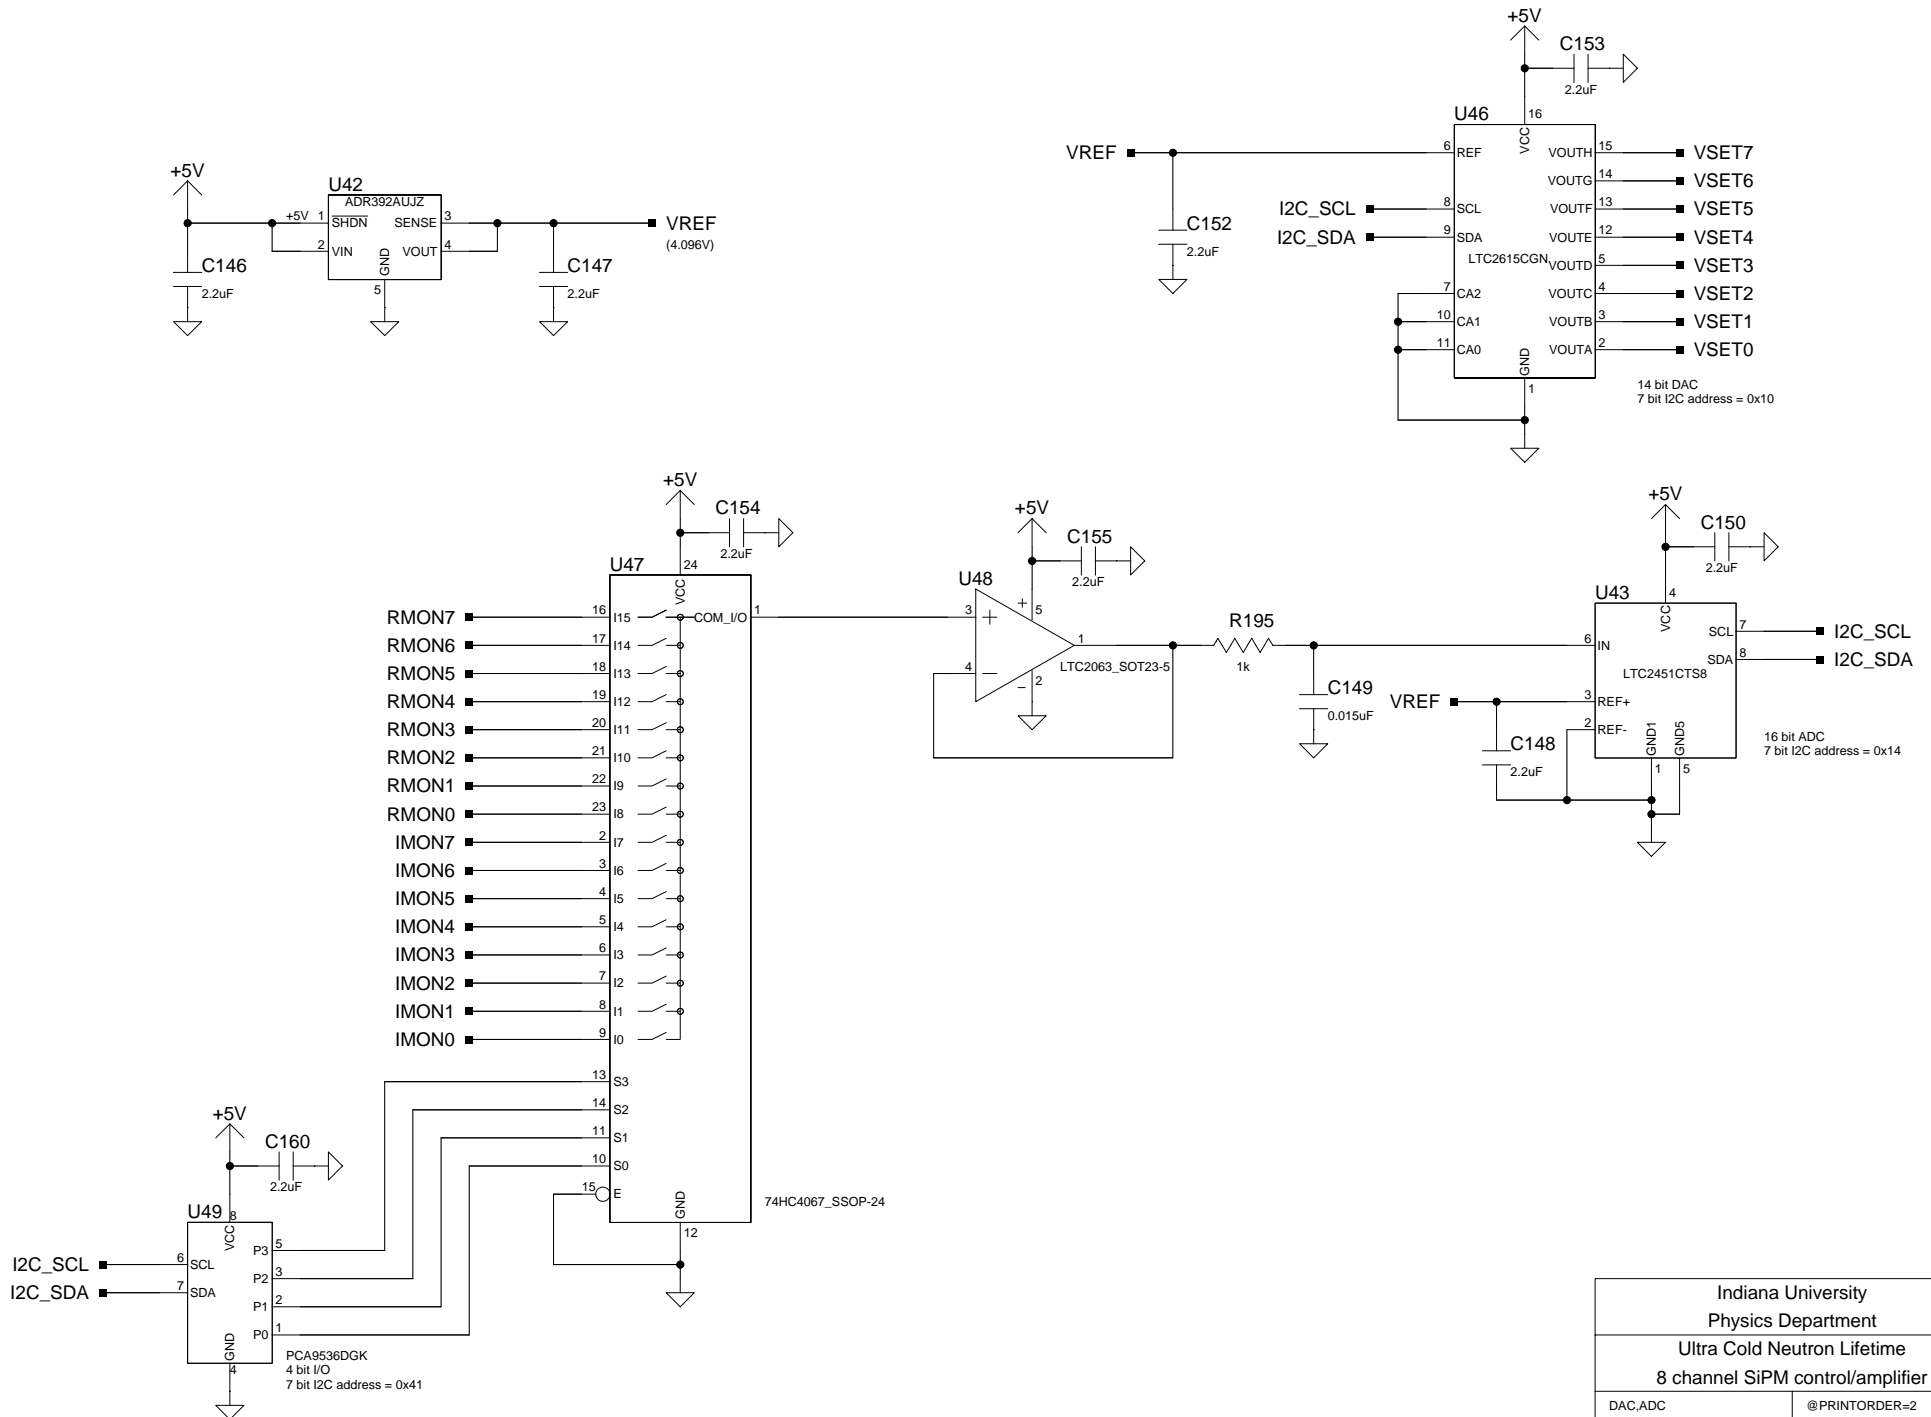 +5V
U42
ADR392AUJZ
+5V 1 SHDN SENSE 3
2 VIN VOUT 4
GND
5
VREF
(4.096V)
C146
2.2uF
C147
2.2uF
+5V
C153
2.2uF
U46
16
VCC
VREF
6 REF
C152
2.2uF
I2C_SCL 8 SCL
I2C_SDA 9 SDA
LTC2615CGN
7 CA2
10 CA1
11 CA0
GND
1
VOUTH 15 VSET7
VOUTG 14 VSET6
VOUTF 13 VSET5
VOUTE 12 VSET4
VOUTD 5 VSET3
VOUTC 4 VSET2
VOUTB 3 VSET1
VOUTA 2 VSET0
14 bit DAC
7 bit I2C address = 0x10
+5V
C154
2.2uF
U47
24
VCC
COM_I/O 1
RMON7 16 I15
RMON6 17 I14
RMON5 18 I13
RMON4 19 I12
RMON3 20 I11
RMON2 21 I10
RMON1 22 I9
RMON0 23 I8
IMON7 2 I7
IMON6 3 I6
IMON5 4 I5
IMON4 5 I4
IMON3 6 I3
IMON2 7 I2
IMON1 8 I1
IMON0 9 I0
13 S3
14 S2
11 S1
10 S0
15 E
GND
12
74HC4067_SSOP-24
+5V
C155
2.2uF
U48
3 + + 5
4 − − 2
1
LTC2063_SOT23-5
R195
1k
C149
0.015uF
+5V
C150
2.2uF
U43
4
VCC
6 IN
SCL 7 I2C_SCL
SDA 8 I2C_SDA
LTC2451CTS8
VREF 3 REF+
2 REF-
GND1
GND5
1 5
C148
2.2uF
16 bit ADC
7 bit I2C address = 0x14
+5V
C160
2.2uF
U49
8
VCC
I2C_SCL 6 SCL
I2C_SDA 7 SDA
P3 5
P2 3
P1 2
P0 1
GND
4
PCA9536DGK
4 bit I/O
7 bit I2C address = 0x41
Indiana University
Physics Department
Ultra Cold Neutron Lifetime
8 channel SiPM control/amplifier
DAC,ADC @PRINTORDER=2